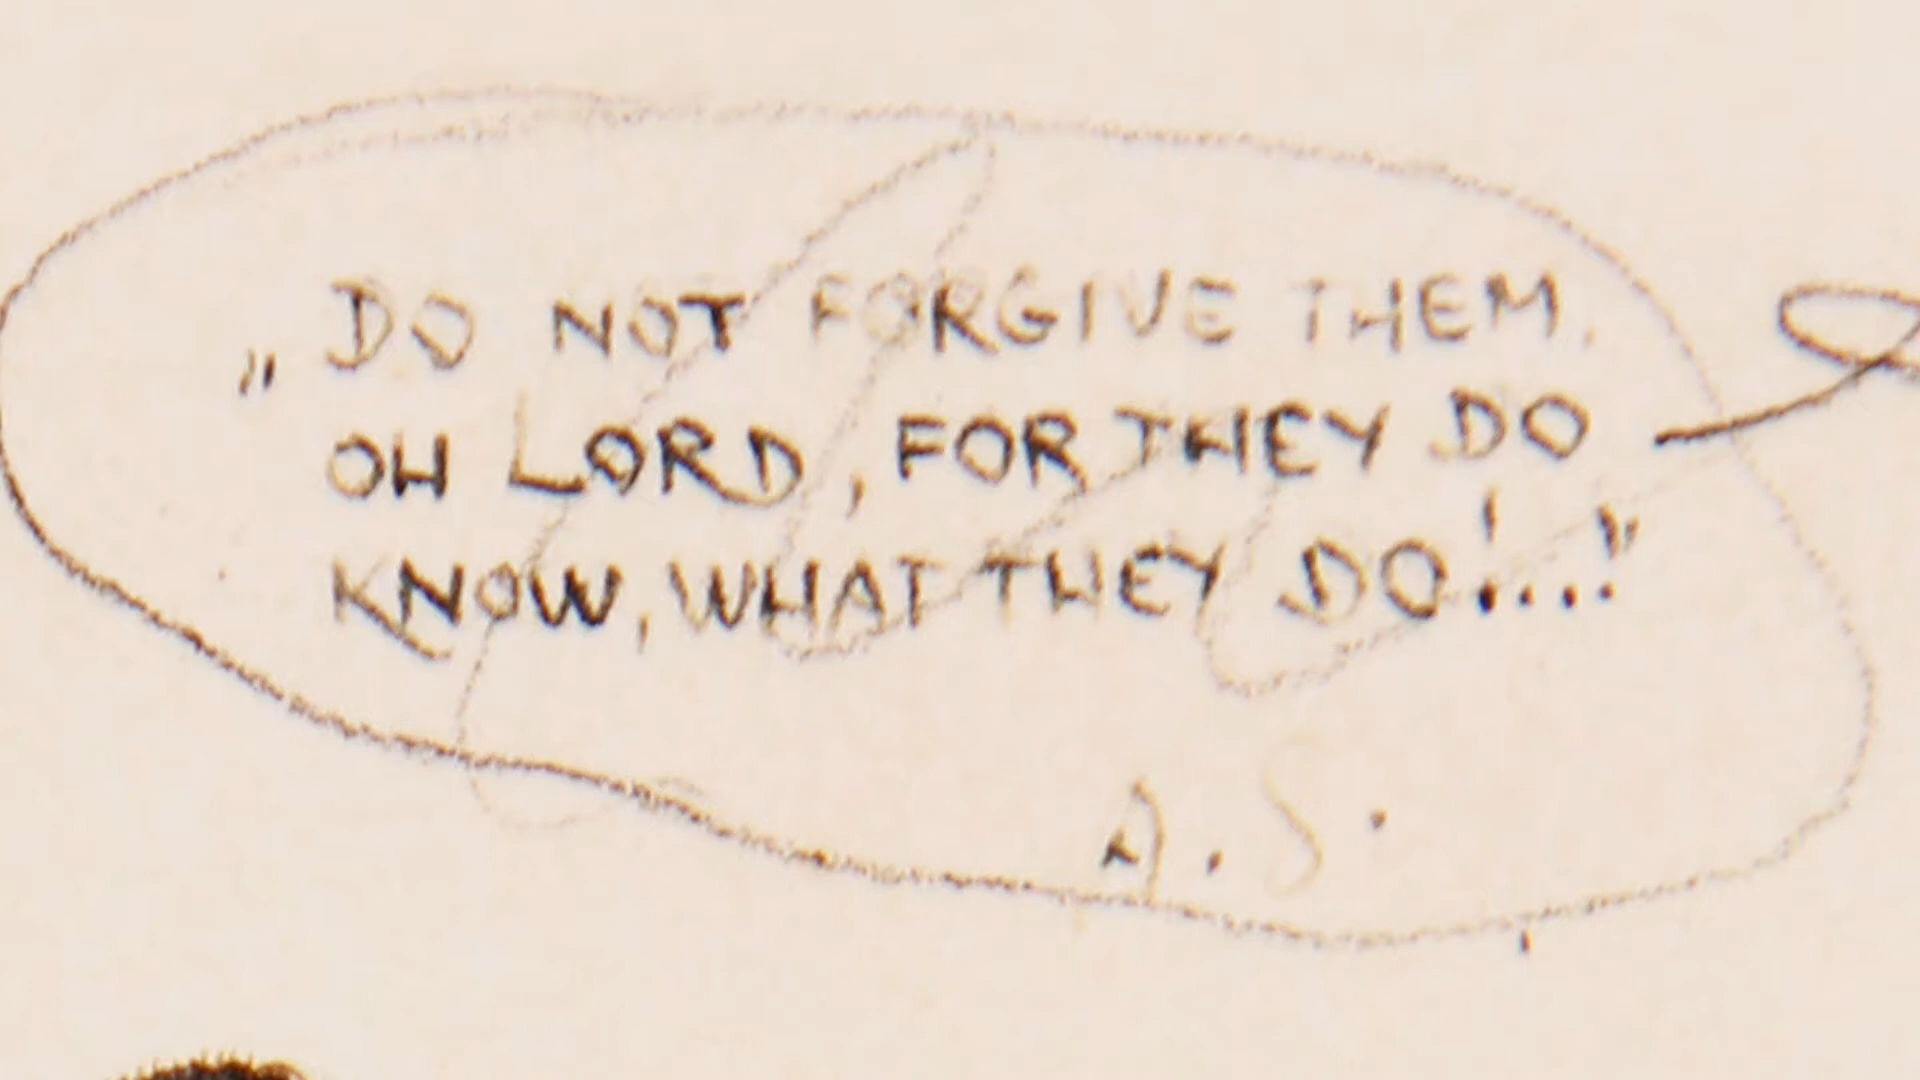 „ DO NOT FORGIVE THEM,
OH LORD, FOR THEY DO
KNOW, WHAT THEY DO!...."
A. S.